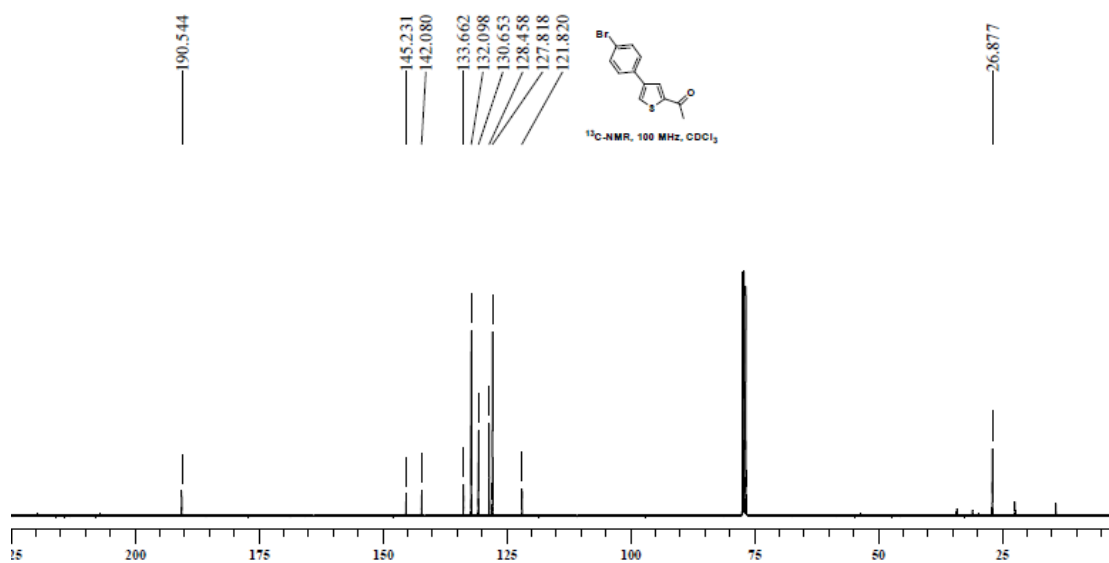 190.544
145.231
142.080
133.662
132.098
130.653
128.458
127.818
121.820
26.877
Br
O
S
¹³C-NMR, 100 MHz, CDCl₃
25 200 175 150 125 100 75 50 25